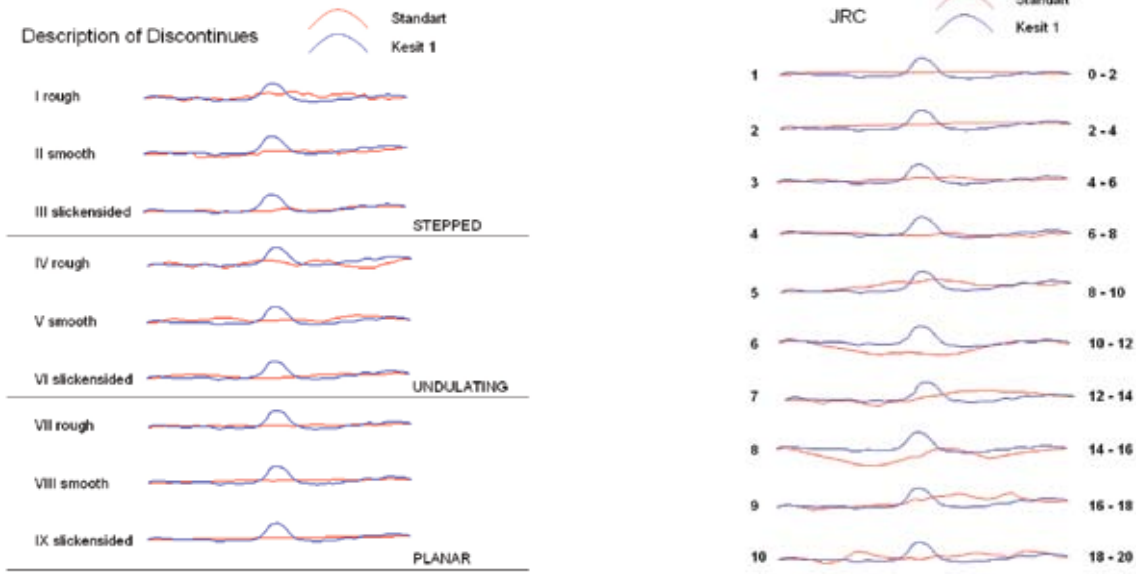 Description of Discontinues
Standart
Kesit 1
I rough
II smooth
III slickensided
STEPPED
IV rough
V smooth
VI slickensided
UNDULATING
VII rough
VIII smooth
IX slickensided
PLANAR
JRC
Standart
Kesit 1
1 0 - 2
2 2 - 4
3 4 - 6
4 6 - 8
5 8 - 10
6 10 - 12
7 12 - 14
8 14 - 16
9 16 - 18
10 18 - 20